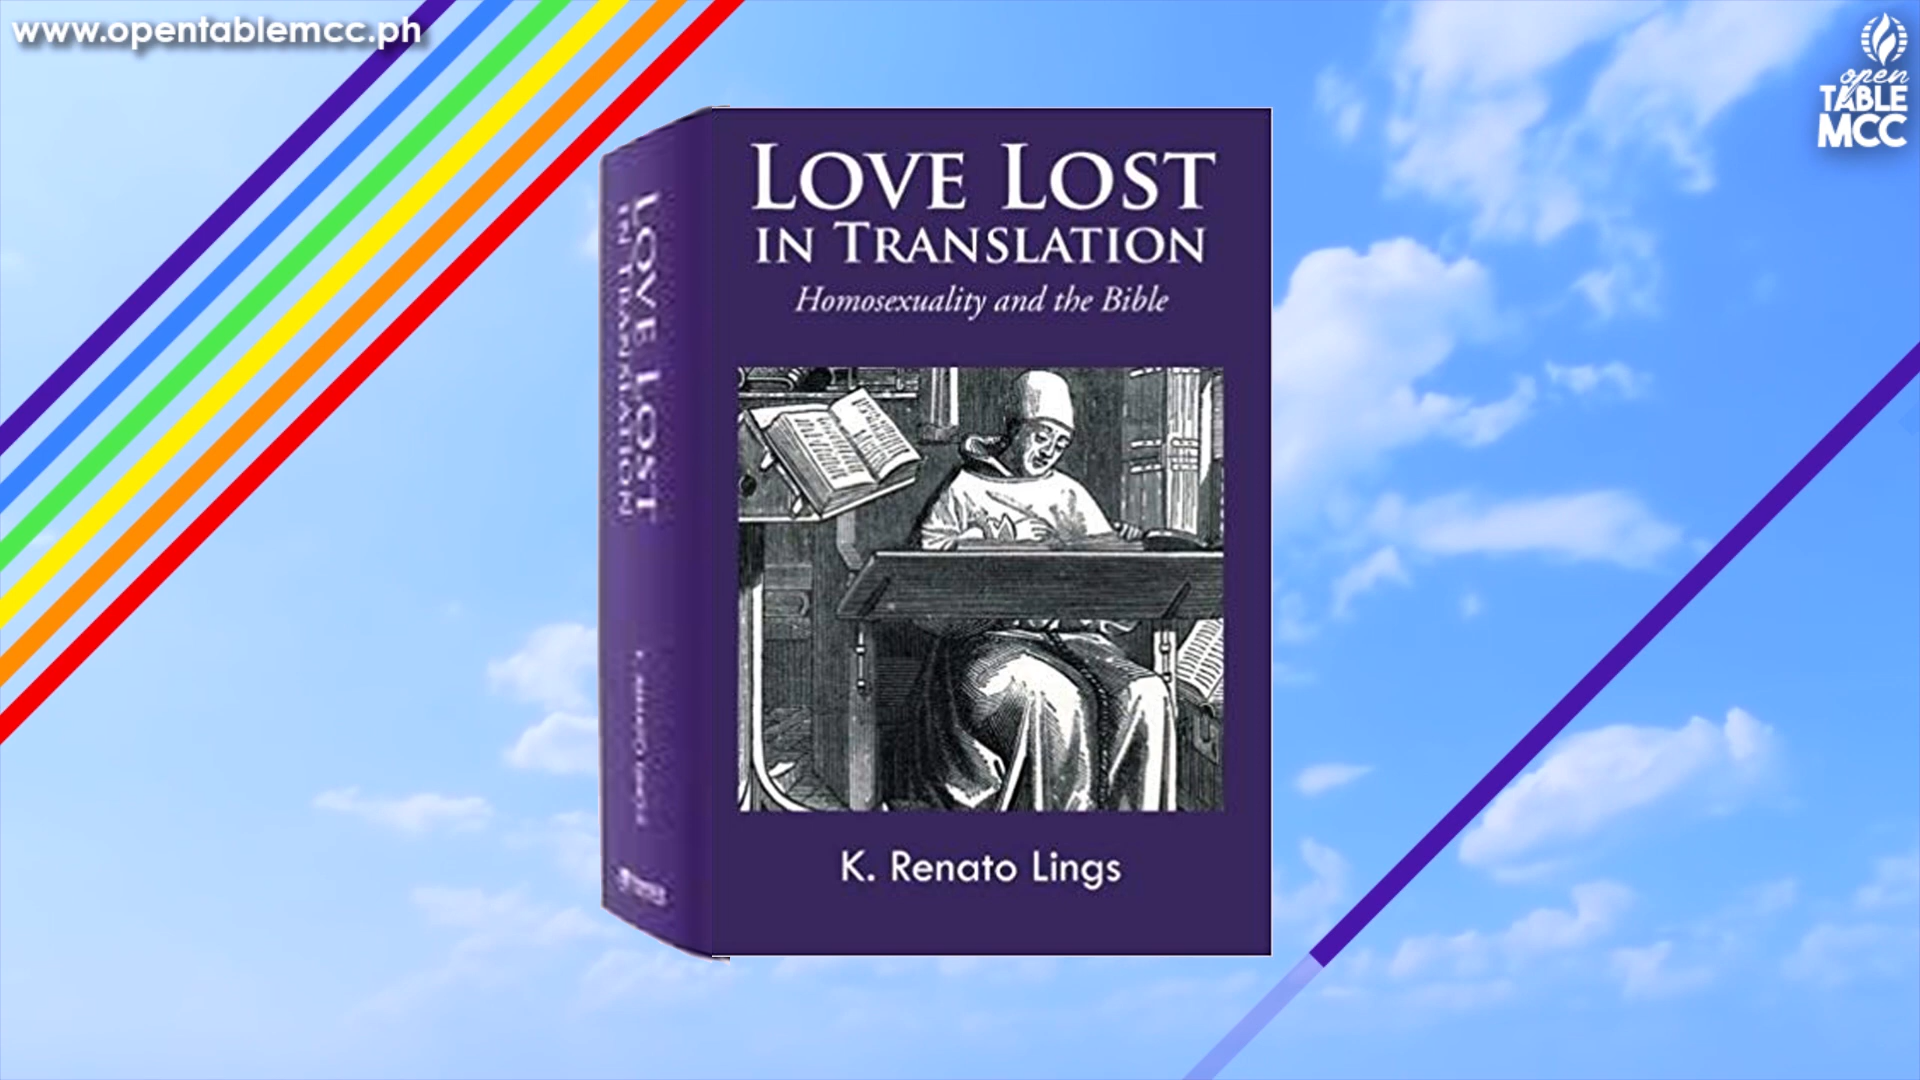 www.opentablemcc.ph
open
TABLE
MCC
LOVE LOST
IN TRANSLATION
Homosexuality and the Bible
K. Renato Lings
LOVE LOST
IN TRANSLATION